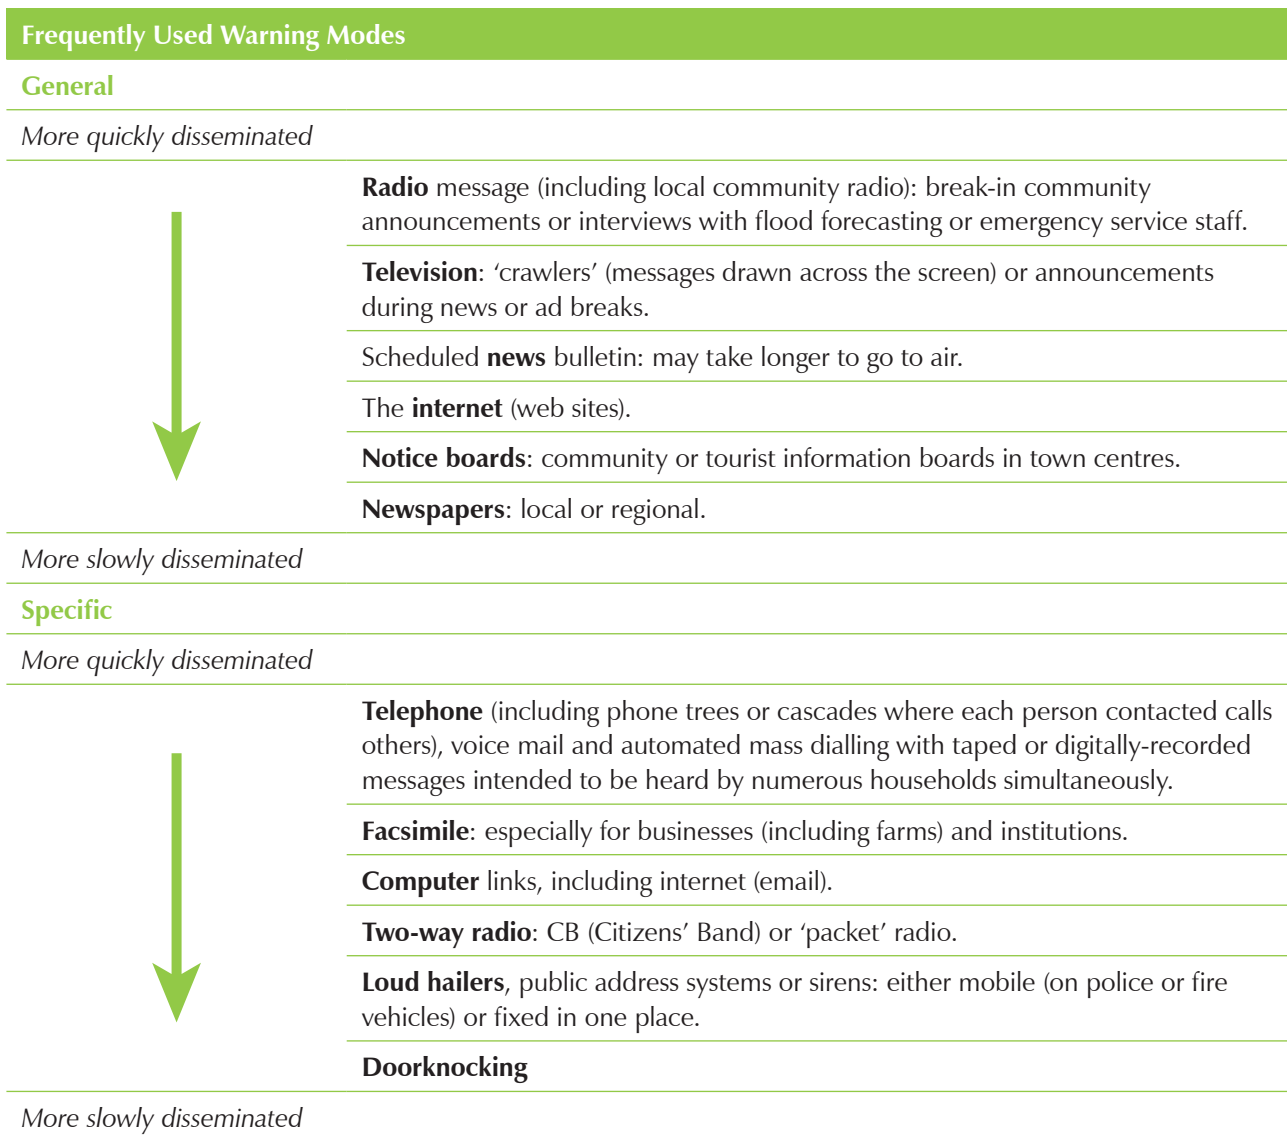 Frequently Used Warning Modes
General
More quickly disseminated
Radio message (including local community radio): break-in community
announcements or interviews with flood forecasting or emergency service staff.
Television: ‘crawlers’ (messages drawn across the screen) or announcements
during news or ad breaks.
Scheduled news bulletin: may take longer to go to air.
The internet (web sites).
Notice boards: community or tourist information boards in town centres.
Newspapers: local or regional.
More slowly disseminated
Specific
More quickly disseminated
Telephone (including phone trees or cascades where each person contacted calls
others), voice mail and automated mass dialling with taped or digitally-recorded
messages intended to be heard by numerous households simultaneously.
Facsimile: especially for businesses (including farms) and institutions.
Computer links, including internet (email).
Two-way radio: CB (Citizens’ Band) or ‘packet’ radio.
Loud hailers, public address systems or sirens: either mobile (on police or fire
vehicles) or fixed in one place.
Doorknocking
More slowly disseminated